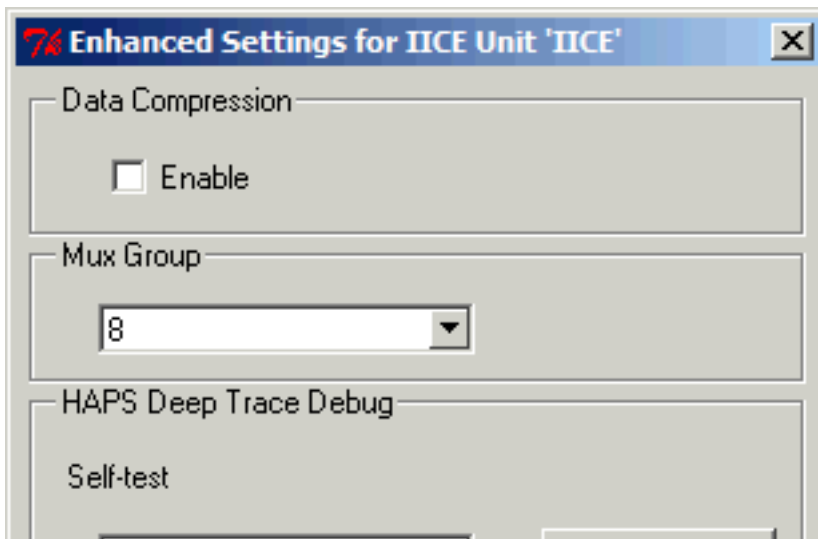 Enhanced Settings for IICE Unit 'IICE'
Data Compression
Enable
Mux Group
8
HAPS Deep Trace Debug
Self-test